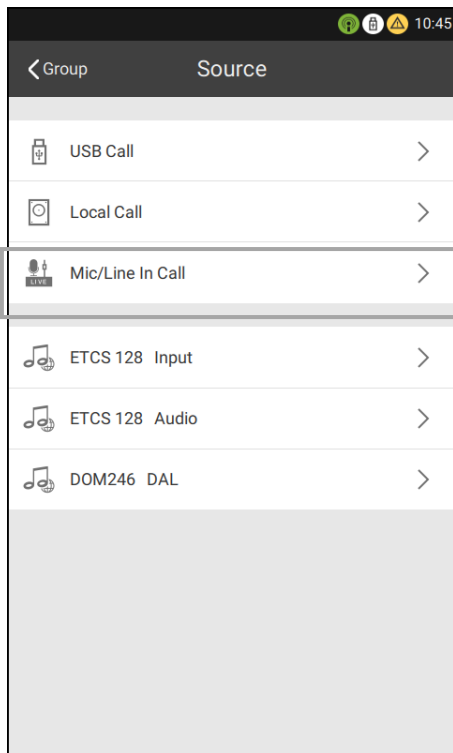 10:45
Group Source
USB Call
Local Call
LIVE
Mic/Line In Call
ETCS 128 Input
ETCS 128 Audio
DOM246 DAL